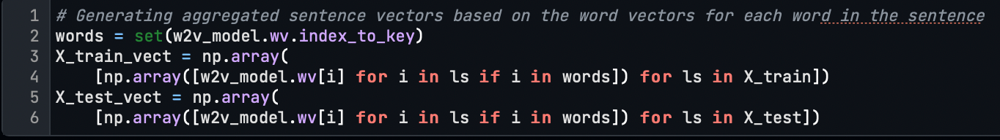 1 # Generating aggregated sentence vectors based on the word vectors for each word in the sentence
2 words = set(w2v_model.wv.index_to_key)
3 X_train_vect = np.array(
4     [np.array([w2v_model.wv[i] for i in ls if i in words]) for ls in X_train])
5 X_test_vect = np.array(
6     [np.array([w2v_model.wv[i] for i in ls if i in words]) for ls in X_test])